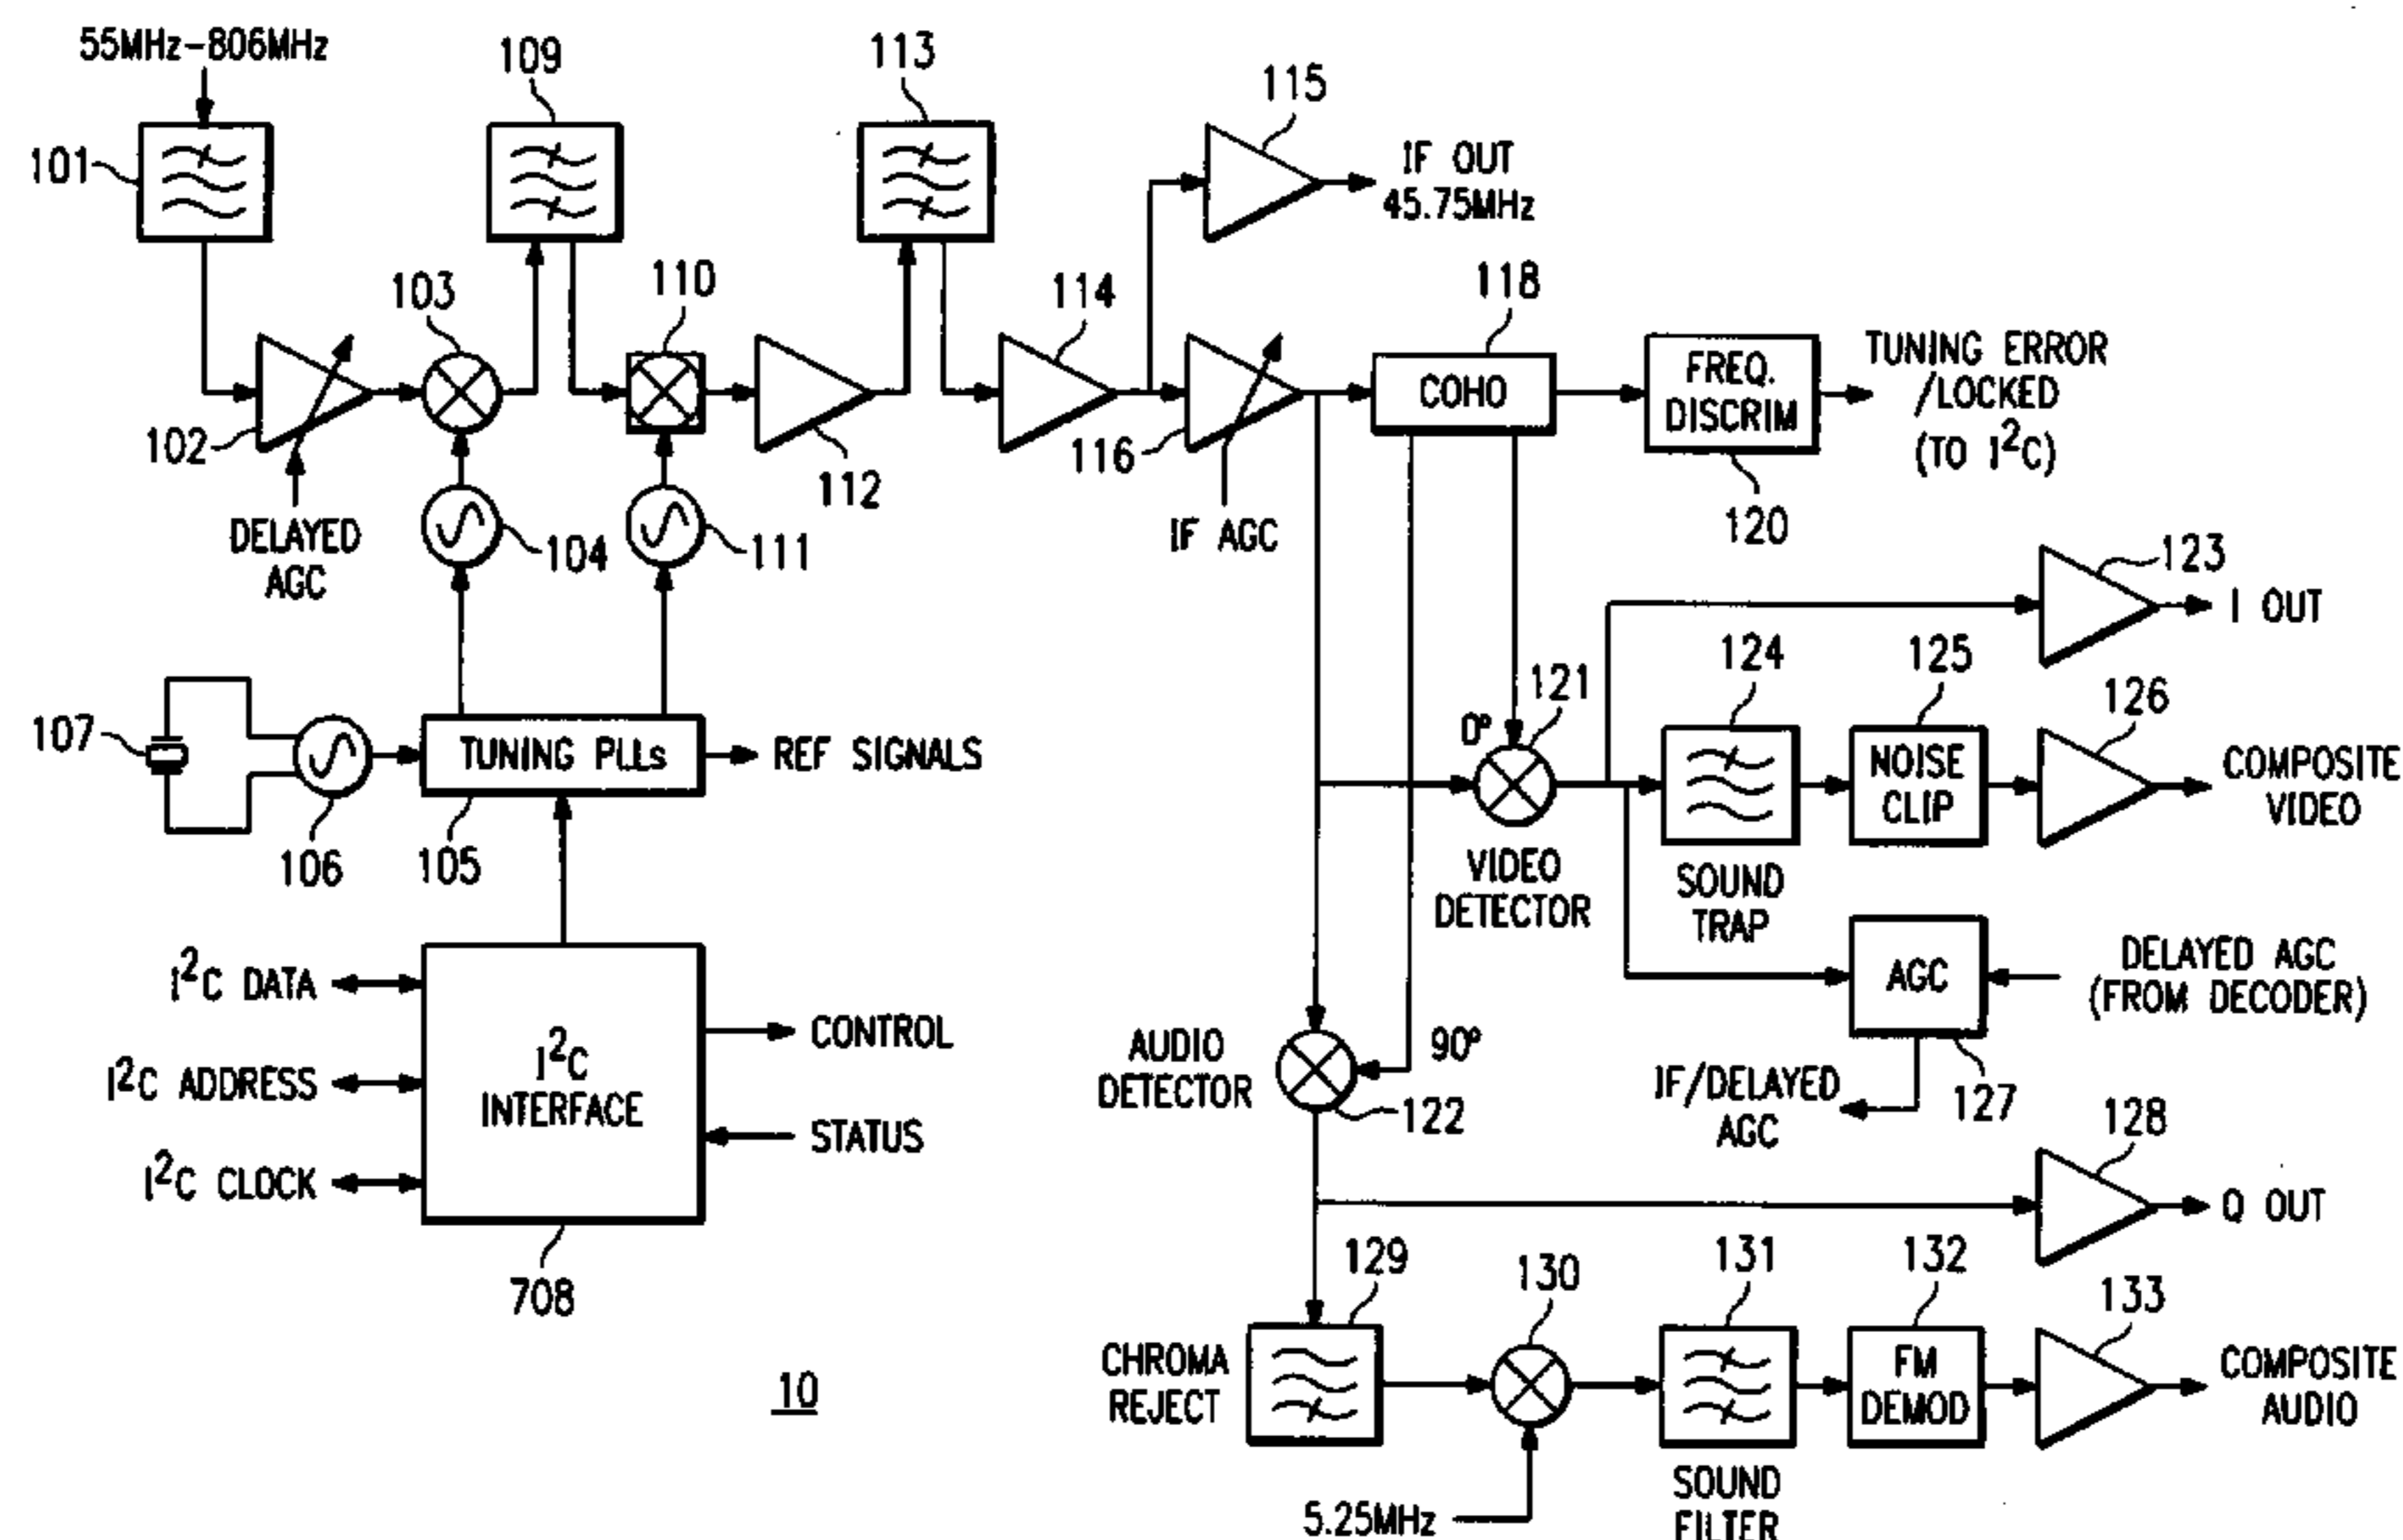 55MHz-806MHz
101
102
DELAYED
AGC
103
104
109
110
111
112
113
114
115
IF OUT
45.75MHz
116
IF AGC
118
COHO
FREQ.
DISCRIM
120
TUNING ERROR
/LOCKED
(TO I²C)
107
106
TUNING PLLs
105
REF SIGNALS
I²C DATA
I²C ADDRESS
I²C CLOCK
I²C
INTERFACE
CONTROL
STATUS
708
10
0°
121
VIDEO
DETECTOR
123
I OUT
124
SOUND
TRAP
125
NOISE
CLIP
126
COMPOSITE
VIDEO
AGC
DELAYED AGC
(FROM DECODER)
IF/DELAYED
AGC
127
AUDIO
DETECTOR
90°
122
128
Q OUT
129
CHROMA
REJECT
130
5.25MHz
131
SOUND
FILTER
132
FM
DEMOD
133
COMPOSITE
AUDIO